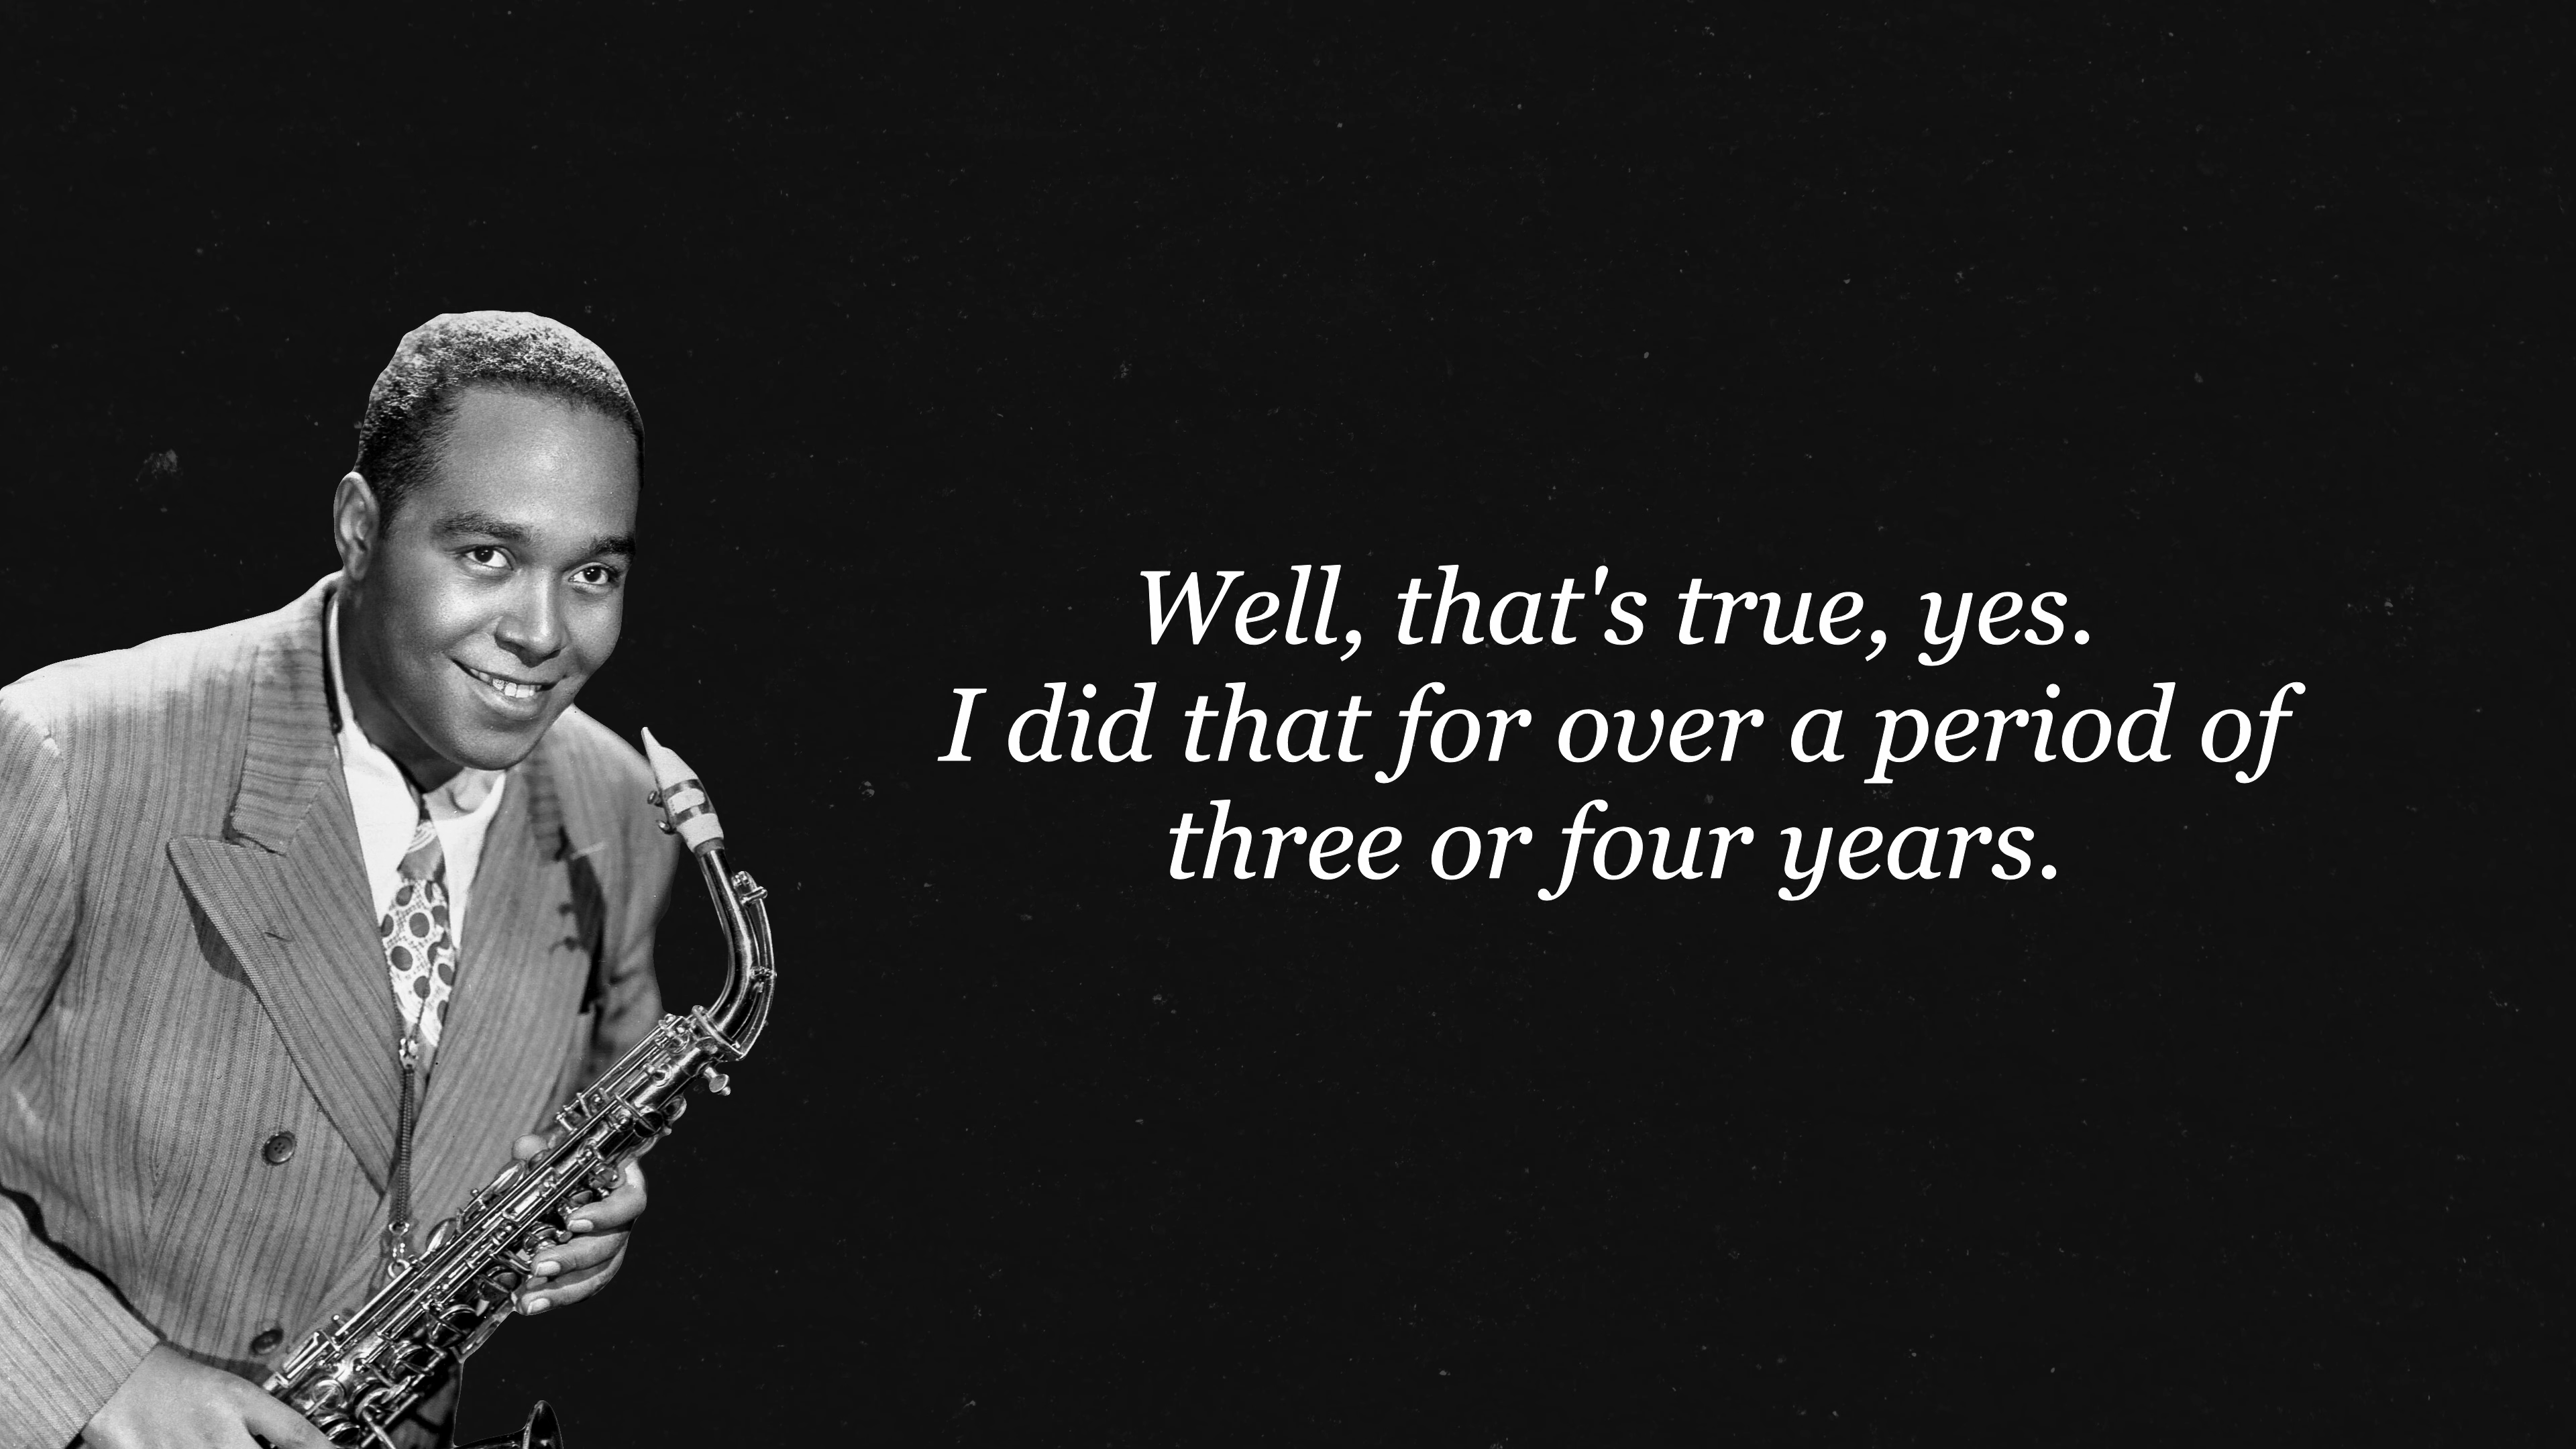 Well, that's true, yes.
I did that for over a period of
three or four years.